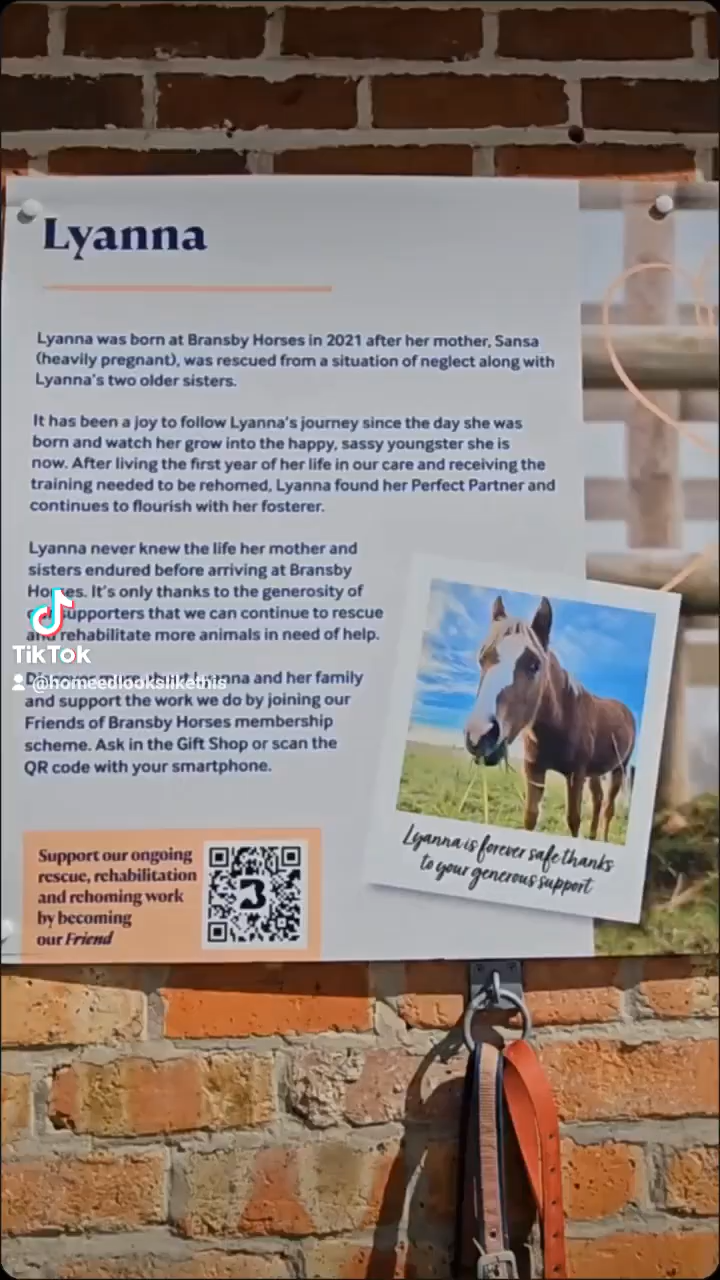 Lyanna
Lyanna was born at Bransby Horses in 2021 after her mother, Sansa
(heavily pregnant), was rescued from a situation of neglect along with
Lyanna's two older sisters.
It has been a joy to follow Lyanna's journey since the day she was
born and watch her grow into the happy, sassy youngster she is
now. After living the first year of her life in our care and receiving the
training needed to be rehomed, Lyanna found her Perfect Partner and
continues to flourish with her fosterer.
Lyanna never knew the life her mother and
sisters endured before arriving at Bransby
Horses. It's only thanks to the generosity of
supporters that we can continue to rescue
and rehabilitate more animals in need of help.
TikTok
@homeedlookslikethis
Discover more about Lyanna and her family
and support the work we do by joining our
Friends of Bransby Horses membership
scheme. Ask in the Gift Shop or scan the
QR code with your smartphone.
Lyanna is forever safe thanks
to your generous support
Support our ongoing
rescue, rehabilitation
and rehoming work
by becoming
our Friend